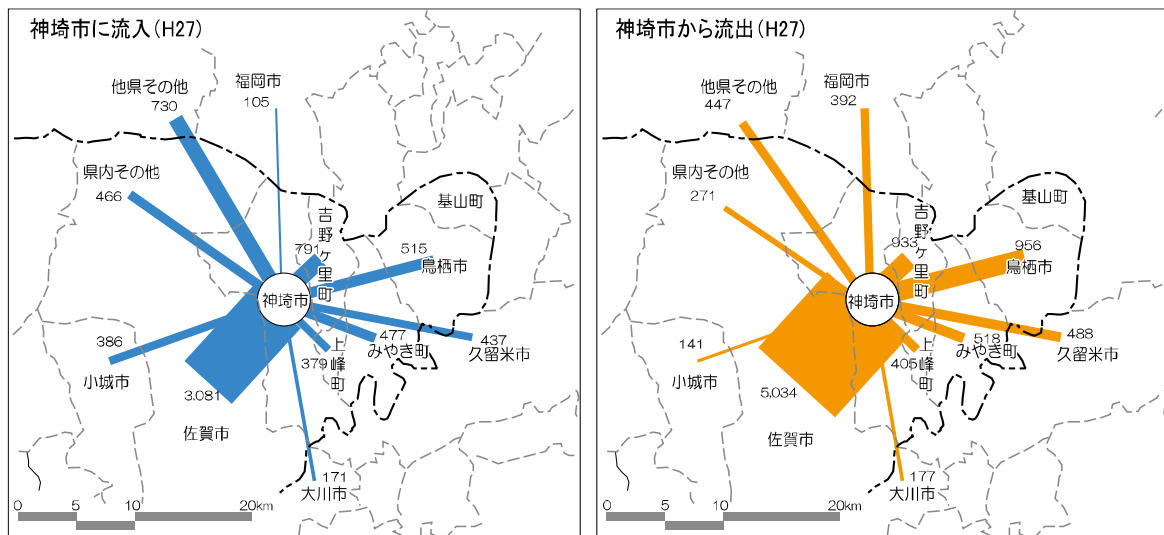 神埼市に流入(H27)
他県その他
730
福岡市
105
県内その他
466
基山町
吉野ヶ里町
791
515
鳥栖市
神埼市
386
小城市
477
みやき町
437
久留米市
379
上峰町
3,081
佐賀市
171
大川市
0 5 10 20km
神埼市から流出(H27)
他県その他
447
福岡市
392
県内その他
271
基山町
吉野ヶ里町
933
956
鳥栖市
神埼市
141
小城市
518
みやき町
488
久留米市
405
上峰町
5,034
佐賀市
177
大川市
0 5 10 20km